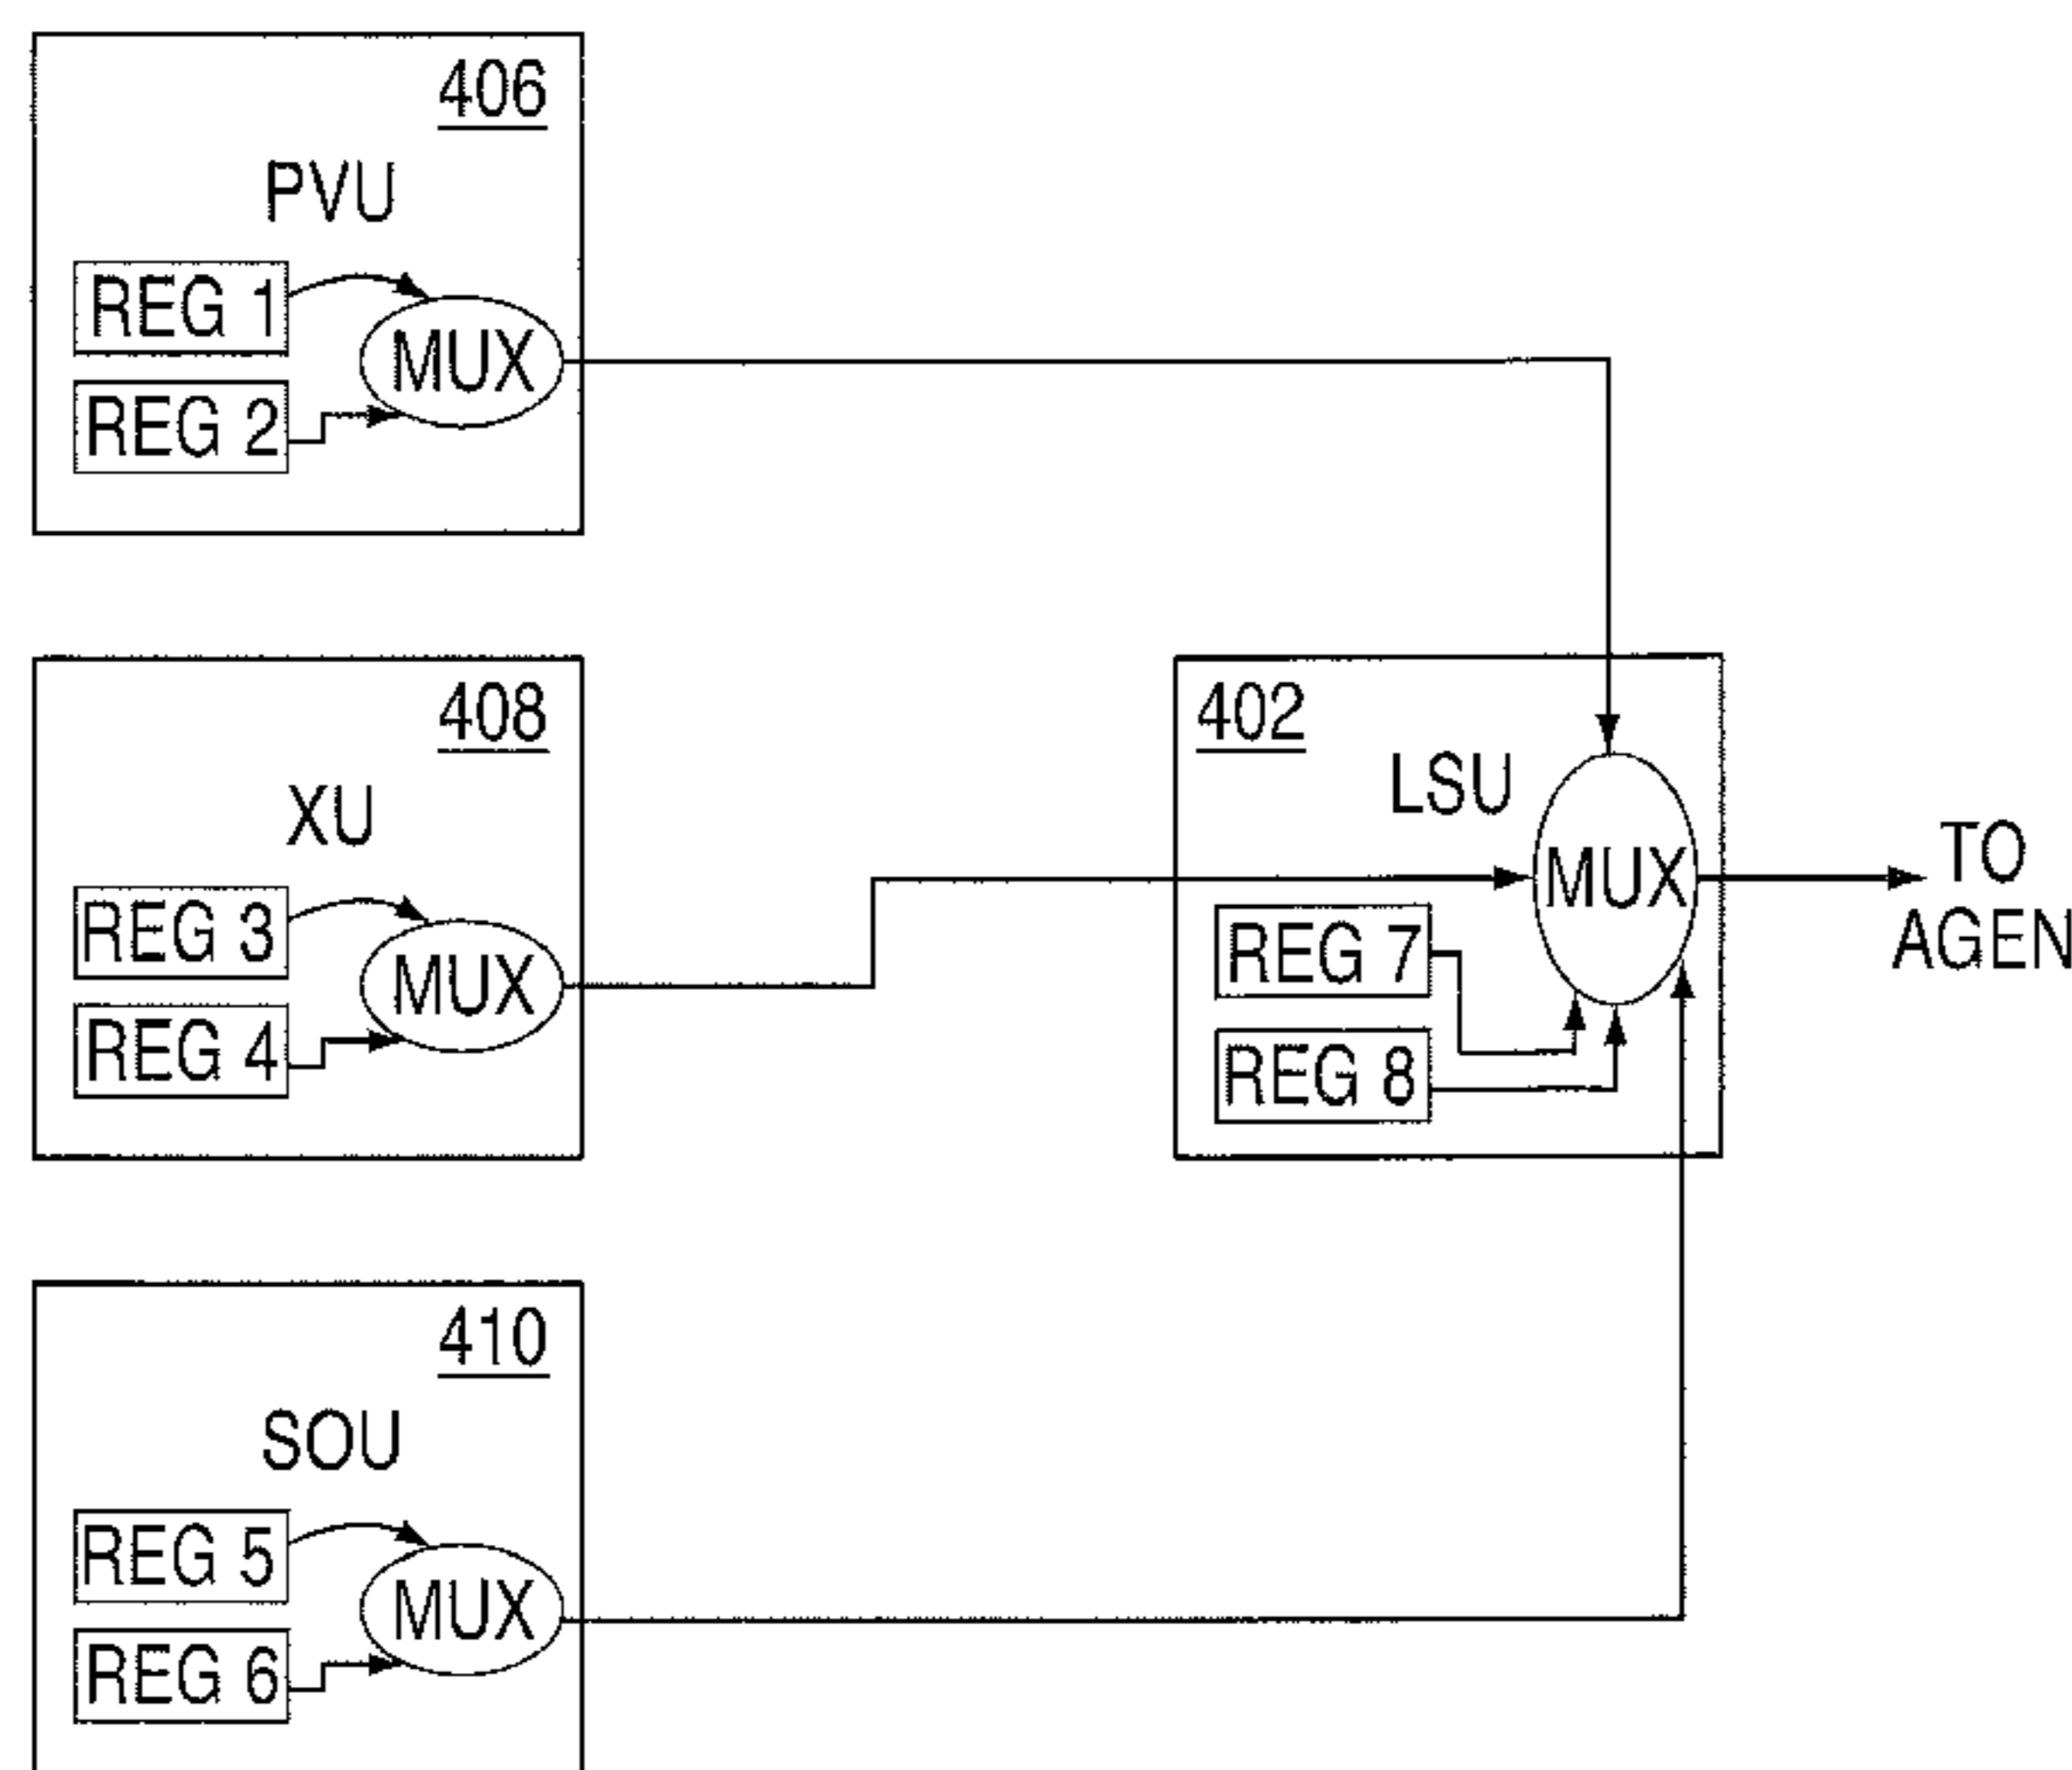 406
PVU
REG 1
REG 2
MUX
408
XU
REG 3
REG 4
MUX
402
LSU
MUX
REG 7
REG 8
TO
AGEN
410
SOU
REG 5
REG 6
MUX